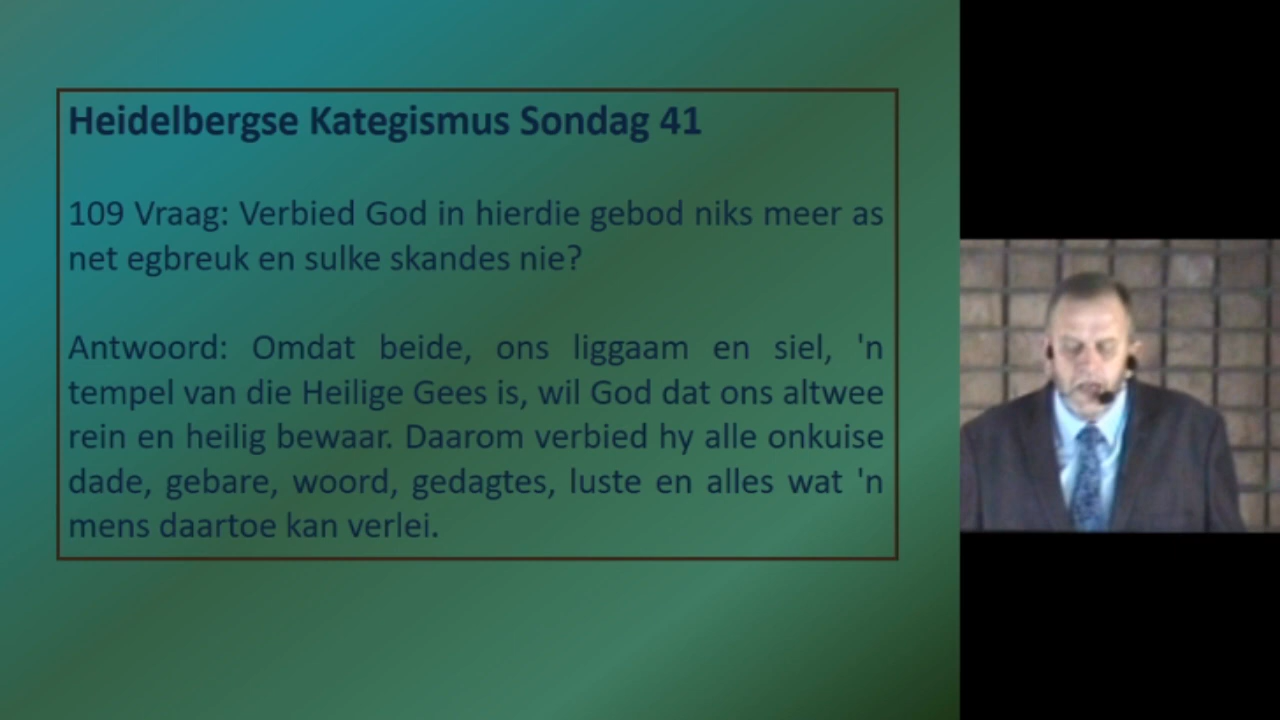 Heidelbergse Kategismus Sondag 41
109 Vraag: Verbied God in hierdie gebod niks meer as
net egbreuk en sulke skandes nie?
Antwoord: Omdat beide, ons liggaam en siel, 'n
tempel van die Heilige Gees is, wil God dat ons altwee
rein en heilig bewaar. Daarom verbied hy alle onkuise
dade, gebare, woord, gedagtes, luste en alles wat 'n
mens daartoe kan verlei.